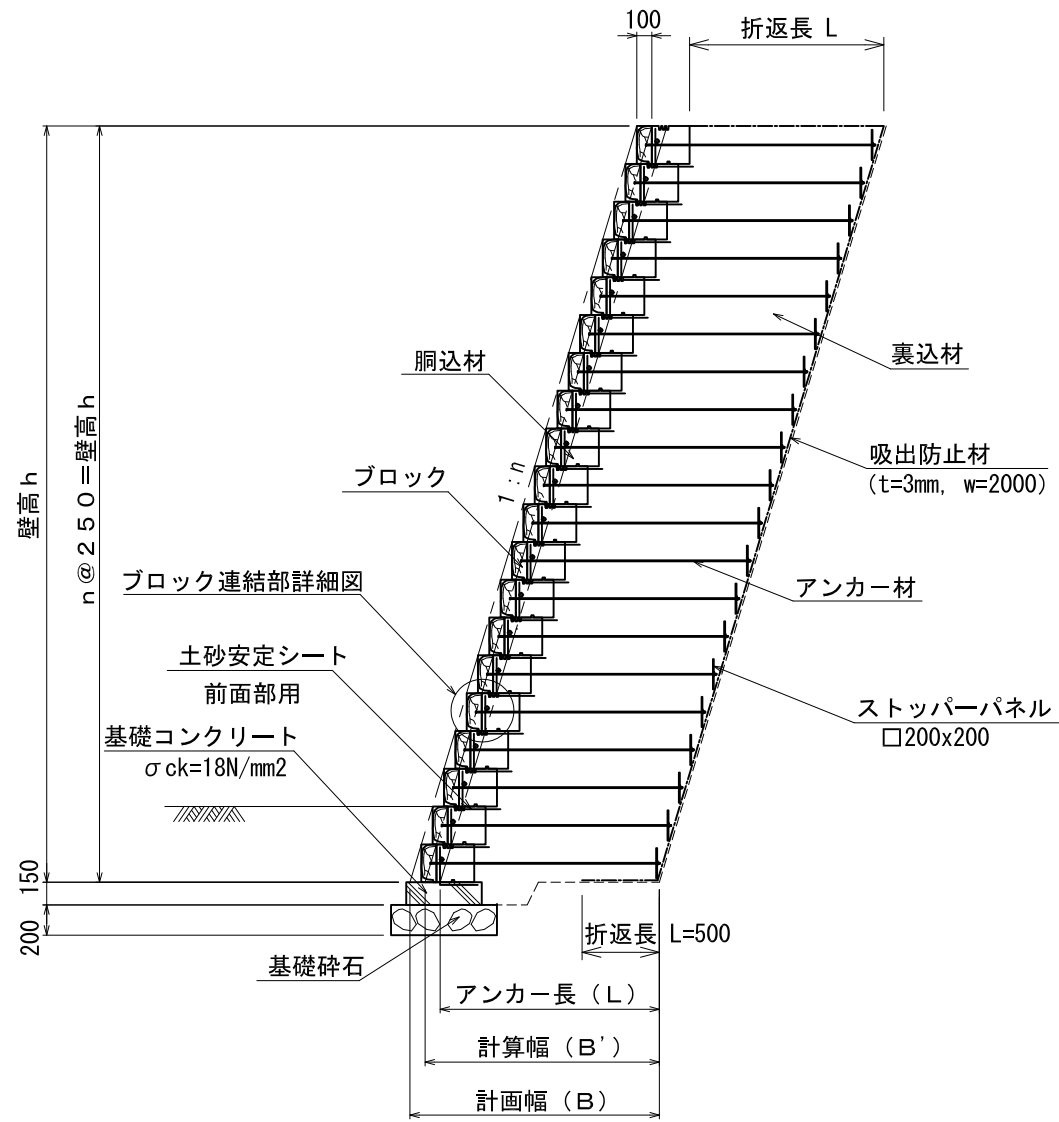 100
折返長 L
裏込材
胴込材
吸出防止材
(t=3mm, w=2000)
ブロック
1:n
壁高h
n@250=壁高h
ブロック連結部詳細図
アンカー材
土砂安定シート
前面部用
ストッパーパネル
□200x200
基礎コンクリート
σck=18N/mm2
150
200
折返長 L=500
基礎砕石
アンカー長(L)
計算幅(B')
計画幅(B)